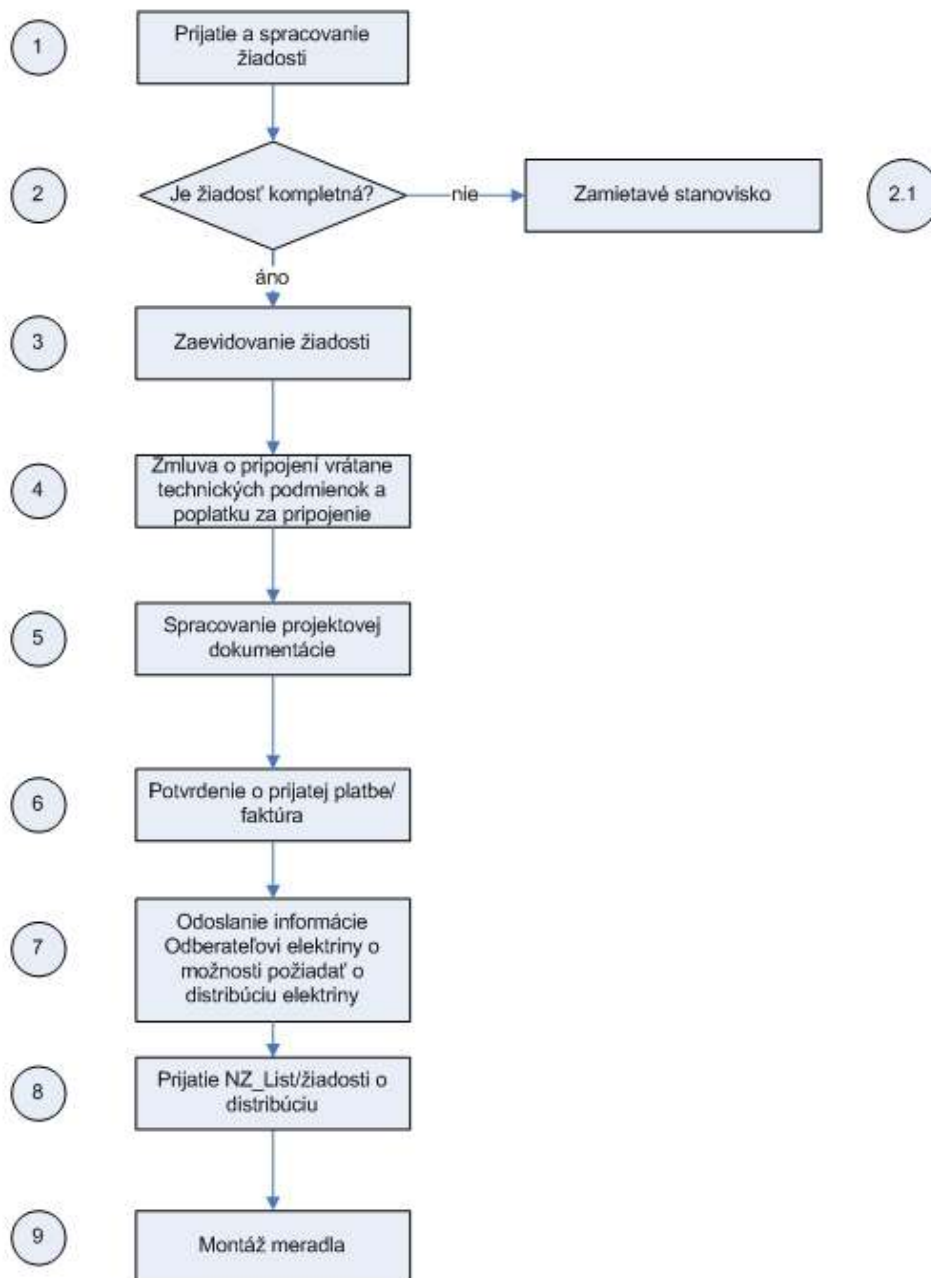 1
Prijatie a spracovanie
žiadosti
2
Je žiadosť kompletná?
nie
Zamietavé stanovisko
2.1
áno
3
Zaevidovanie žiadosti
4
Zmluva o pripojení vrátane
technických podmienok a
poplatku za pripojenie
5
Spracovanie projektovej
dokumentácie
6
Potvrdenie o prijatej platbe/
faktúra
7
Odoslanie informácie
Odberateľovi elektriny o
možnosti požiadať o
distribúciu elektriny
8
Prijatie NZ_List/žiadosti o
distribúciu
9
Montáž meradla